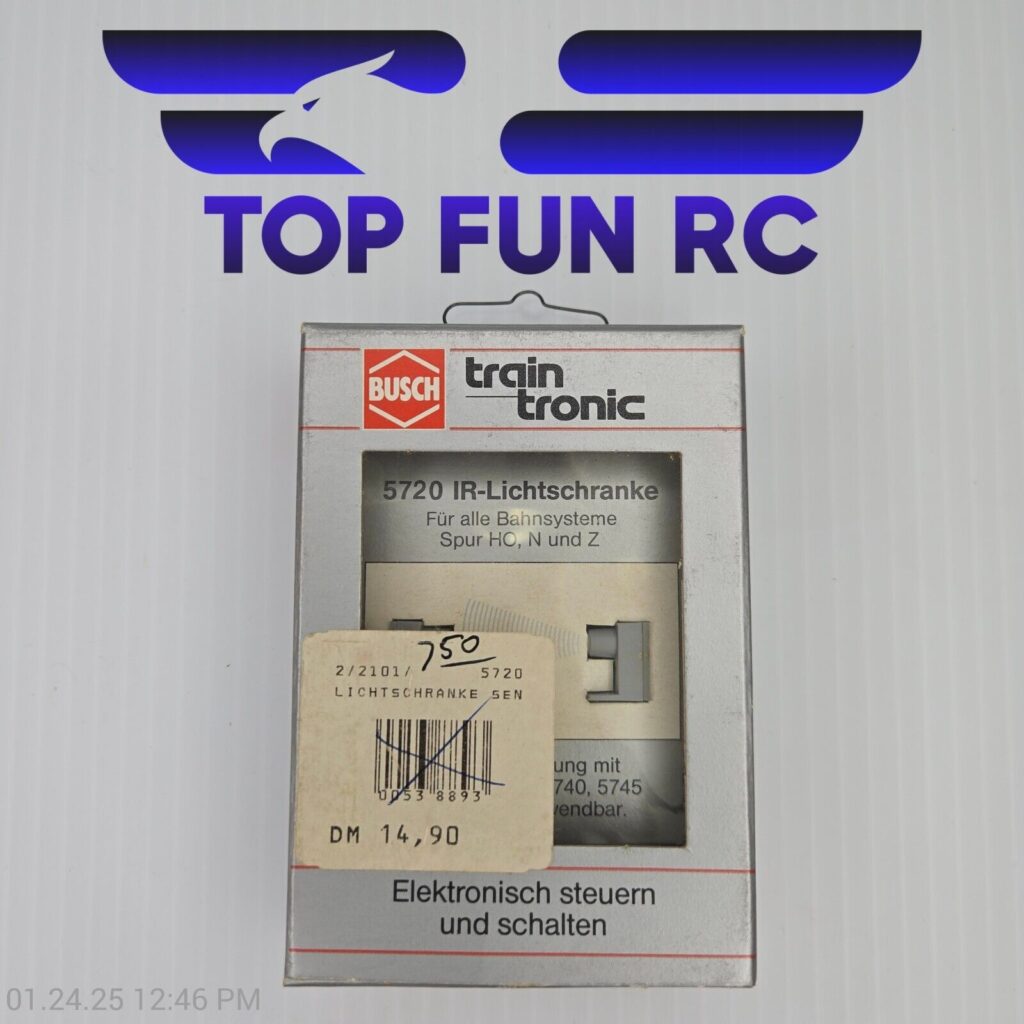 TOP FUN RC
BUSCH
train
tronic
5720 IR-Lichtschranke
Für alle Bahnsysteme
Spur HO, N und Z
750
2/2101/ 5720
LICHTSCHRANKE SEN
0053 8893
DM 14,90
ung mit
740, 5745
wendbar.
Elektronisch steuern
und schalten
01.24.25 12:46 PM